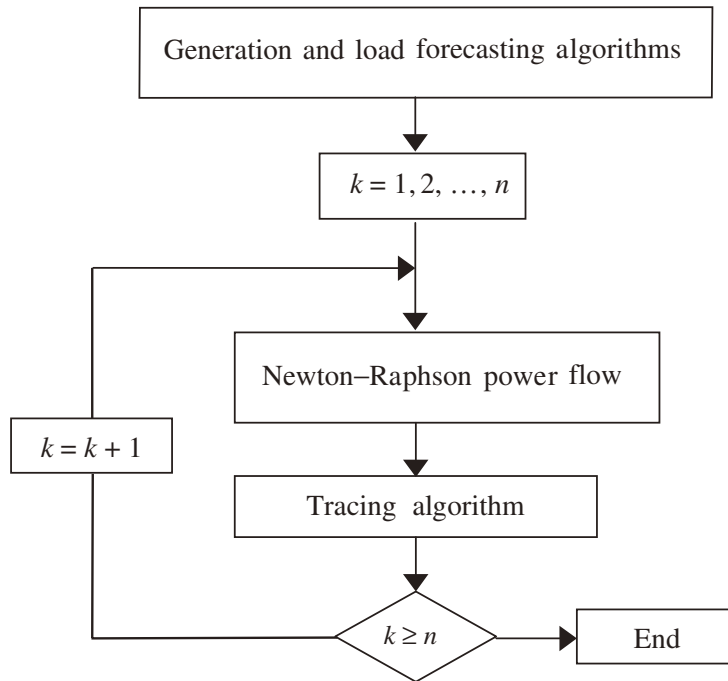 Generation and load forecasting algorithms
k = 1, 2, …, n
Newton–Raphson power flow
k = k + 1
Tracing algorithm
k ≥ n
End